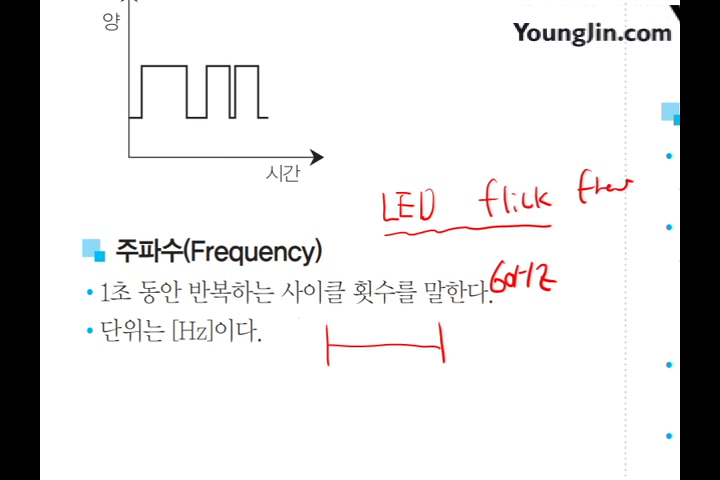 양
YoungJin.com
시간
LED flick free
주파수(Frequency)
• 1초 동안 반복하는 사이클 횟수를 말한다.
60HZ
• 단위는 [Hz]이다.